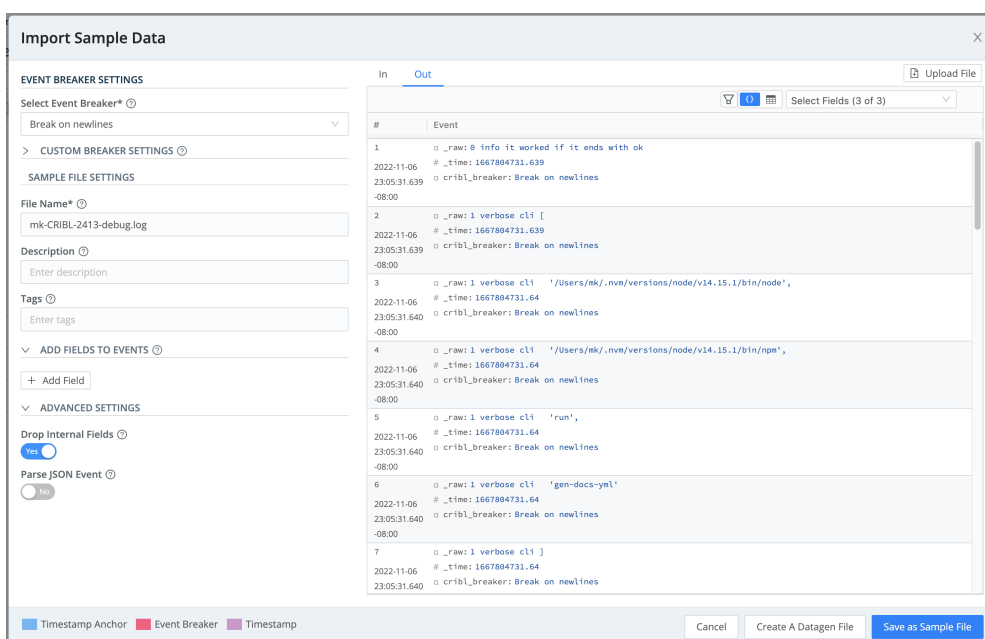 Import Sample Data
EVENT BREAKER SETTINGS
Select Event Breaker*
Break on newlines
CUSTOM BREAKER SETTINGS
SAMPLE FILE SETTINGS
File Name*
mk-CRIBL-2413-debug.log
Description
Enter description
Tags
Enter tags
ADD FIELDS TO EVENTS
+ Add Field
ADVANCED SETTINGS
Drop Internal Fields
Yes
Parse JSON Event
No
In Out
Upload File
Select Fields (3 of 3)
# Event
1 α _raw: 0 info it worked if it ends with ok
2022-11-06 # _time: 1667804731.639
23:05:31.639 α cribl_breaker: Break on newlines
-08:00
2 α _raw: 1 verbose cli [
2022-11-06 # _time: 1667804731.639
23:05:31.639 α cribl_breaker: Break on newlines
-08:00
3 α _raw: 1 verbose cli   '/Users/mk/.nvm/versions/node/v14.15.1/bin/node',
2022-11-06 # _time: 1667804731.64
23:05:31.640 α cribl_breaker: Break on newlines
-08:00
4 α _raw: 1 verbose cli   '/Users/mk/.nvm/versions/node/v14.15.1/bin/npm',
2022-11-06 # _time: 1667804731.64
23:05:31.640 α cribl_breaker: Break on newlines
-08:00
5 α _raw: 1 verbose cli   'run',
2022-11-06 # _time: 1667804731.64
23:05:31.640 α cribl_breaker: Break on newlines
-08:00
6 α _raw: 1 verbose cli   'gen-docs-yml'
2022-11-06 # _time: 1667804731.64
23:05:31.640 α cribl_breaker: Break on newlines
-08:00
7 α _raw: 1 verbose cli ]
2022-11-06 # _time: 1667804731.64
23:05:31.640 α cribl_breaker: Break on newlines
Timestamp Anchor Event Breaker Timestamp
Cancel Create A Datagen File Save as Sample File